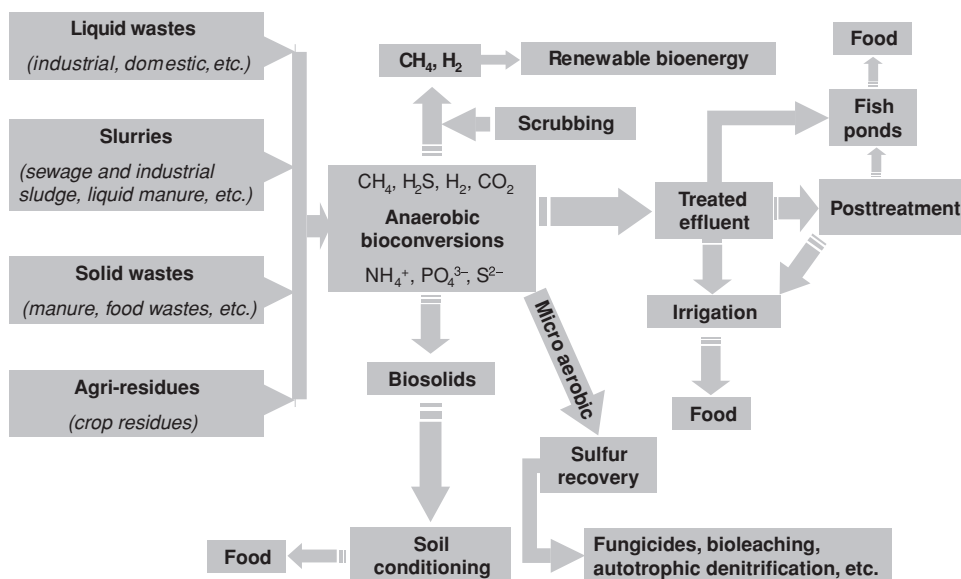 Liquid wastes
(industrial, domestic, etc.)
Slurries
(sewage and industrial
sludge, liquid manure, etc.)
Solid wastes
(manure, food wastes, etc.)
Agri-residues
(crop residues)
CH₄, H₂
Renewable bioenergy
Scrubbing
CH₄, H₂S, H₂, CO₂
Anaerobic
bioconversions
NH₄⁺, PO₄³⁻, S²⁻
Treated
effluent
Posttreatment
Fish
ponds
Food
Irrigation
Food
Micro aerobic
Biosolids
Sulfur
recovery
Soil
conditioning
Food
Fungicides, bioleaching,
autotrophic denitrification, etc.